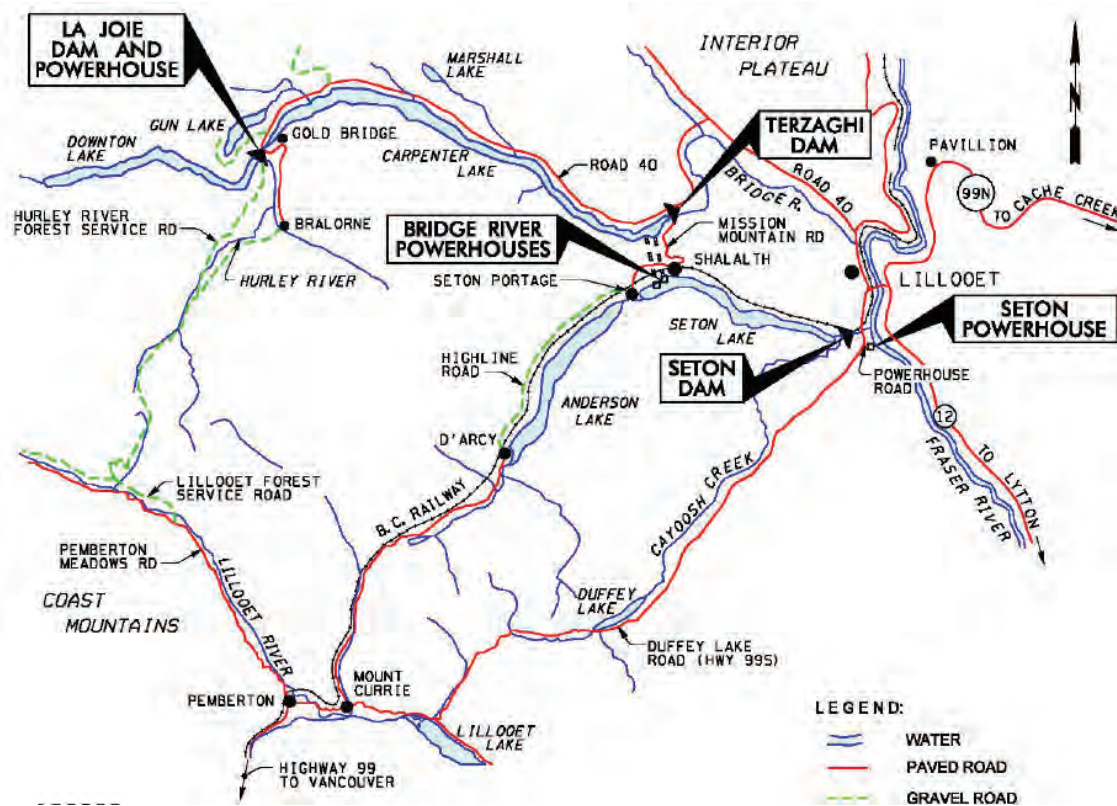 LA JOIE
DAM AND
POWERHOUSE
MARSHALL
LAKE
INTERIOR
PLATEAU
N
GUN LAKE
GOLD BRIDGE
DOWNTON
LAKE
CARPENTER
LAKE
ROAD 40
TERZAGHI
DAM
BRIDGE R.
ROAD 40
PAVILLION
99N
TO CACHE CREEK
HURLEY RIVER
FOREST SERVICE RD
BRALORNE
HURLEY RIVER
BRIDGE RIVER
POWERHOUSES
MISSION
MOUNTAIN RD
SHALALTH
SETON PORTAGE
LILLOOET
SETON
POWERHOUSE
SETON
LAKE
SETON
DAM
POWERHOUSE
ROAD
HIGHLINE
ROAD
ANDERSON
LAKE
12
TO LYTTON
FRASER RIVER
D'ARCY
LILLOOET FOREST
SERVICE ROAD
B.C. RAILWAY
CAYOOSH CREEK
PEMBERTON
MEADOWS RD
LILLOOET RIVER
COAST
MOUNTAINS
DUFFEY
LAKE
DUFFEY LAKE
ROAD (HWY 99S)
PEMBERTON
MOUNT
CURRIE
LILLOOET
LAKE
HIGHWAY 99
TO VANCOUVER
LEGEND:
WATER
PAVED ROAD
GRAVEL ROAD